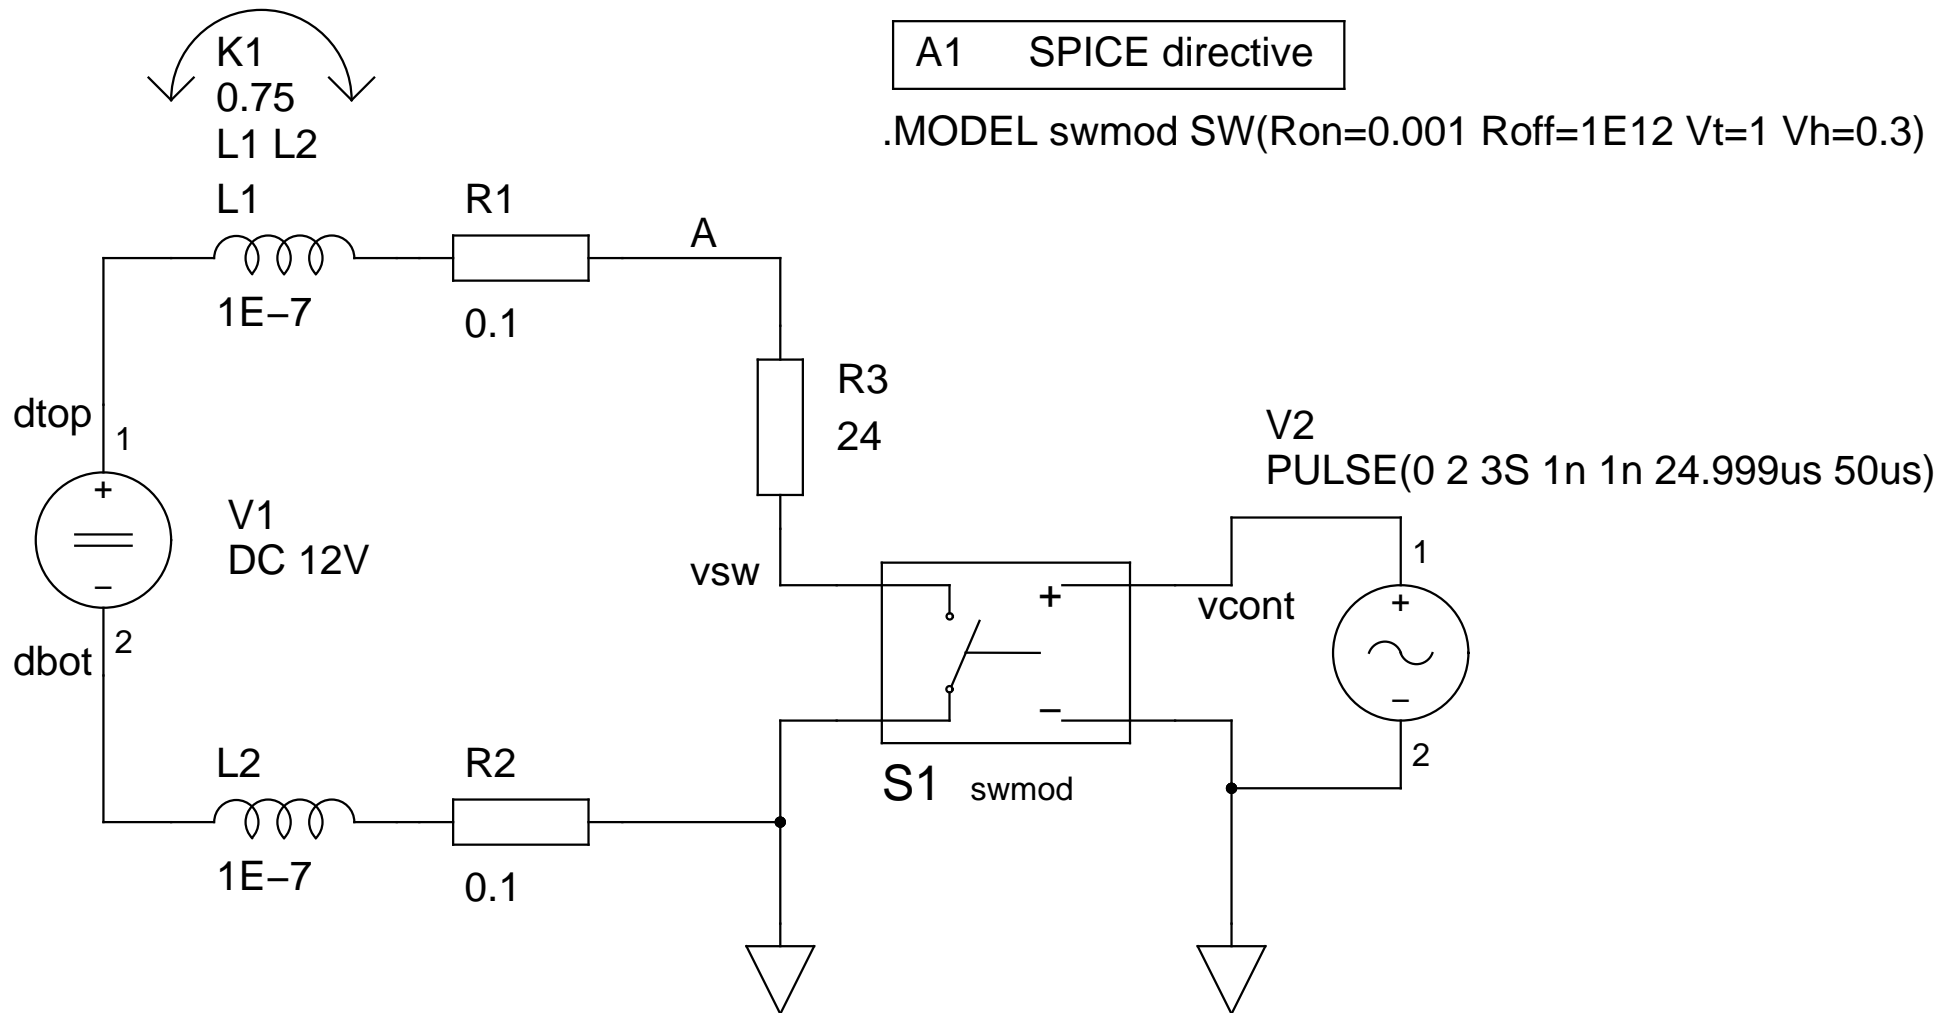 K1
0.75
L1 L2
A1 SPICE directive
.MODEL swmod SW(Ron=0.001 Roff=1E12 Vt=1 Vh=0.3)
L1
1E−7
R1
0.1
A
R3
24
dtop
1
+
−
V1
DC 12V
2
dbot
vsw
+
−
S1 swmod
vcont
V2
PULSE(0 2 3S 1n 1n 24.999us 50us)
1
+
−
2
L2
1E−7
R2
0.1